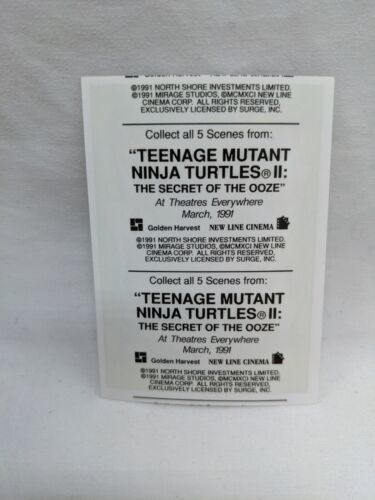 ©1991 NORTH SHORE INVESTMENTS LIMITED.
©1991 MIRAGE STUDIOS, ©MCMXCI NEW LINE
CINEMA CORP. ALL RIGHTS RESERVED,
EXCLUSIVELY LICENSED BY SURGE, INC.
Collect all 5 Scenes from:
“TEENAGE MUTANT
NINJA TURTLES® II:
THE SECRET OF THE OOZE”
At Theatres Everywhere
March, 1991
Golden Harvest NEW LINE CINEMA
©1991 NORTH SHORE INVESTMENTS LIMITED.
©1991 MIRAGE STUDIOS, ©MCMXCI NEW LINE
CINEMA CORP. ALL RIGHTS RESERVED,
EXCLUSIVELY LICENSED BY SURGE, INC.
Collect all 5 Scenes from:
“TEENAGE MUTANT
NINJA TURTLES® II:
THE SECRET OF THE OOZE”
At Theatres Everywhere
March, 1991
Golden Harvest NEW LINE CINEMA
©1991 NORTH SHORE INVESTMENTS LIMITED.
©1991 MIRAGE STUDIOS, ©MCMXCI NEW LINE
CINEMA CORP. ALL RIGHTS RESERVED,
EXCLUSIVELY LICENSED BY SURGE, INC.